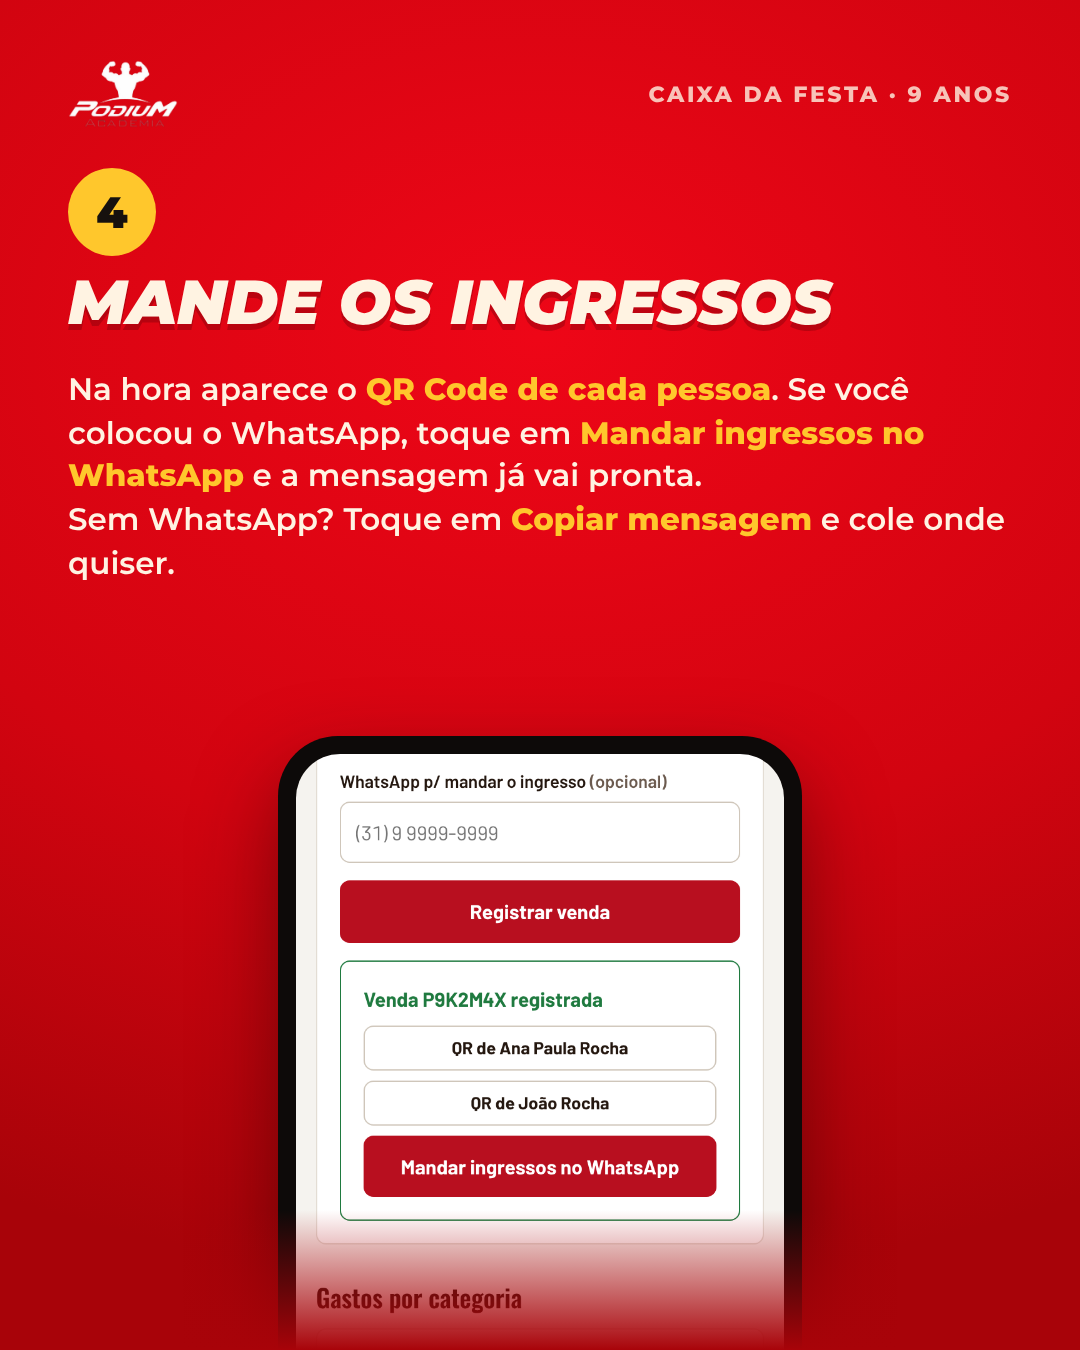 PODIUM
ACADEMIA
CAIXA DA FESTA · 9 ANOS
4
MANDE OS INGRESSOS
Na hora aparece o QR Code de cada pessoa. Se você
colocou o WhatsApp, toque em Mandar ingressos no
WhatsApp e a mensagem já vai pronta.
Sem WhatsApp? Toque em Copiar mensagem e cole onde
quiser.
WhatsApp p/ mandar o ingresso (opcional)
(31) 9 9999-9999
Registrar venda
Venda P9K2M4X registrada
QR de Ana Paula Rocha
QR de João Rocha
Mandar ingressos no WhatsApp
Gastos por categoria